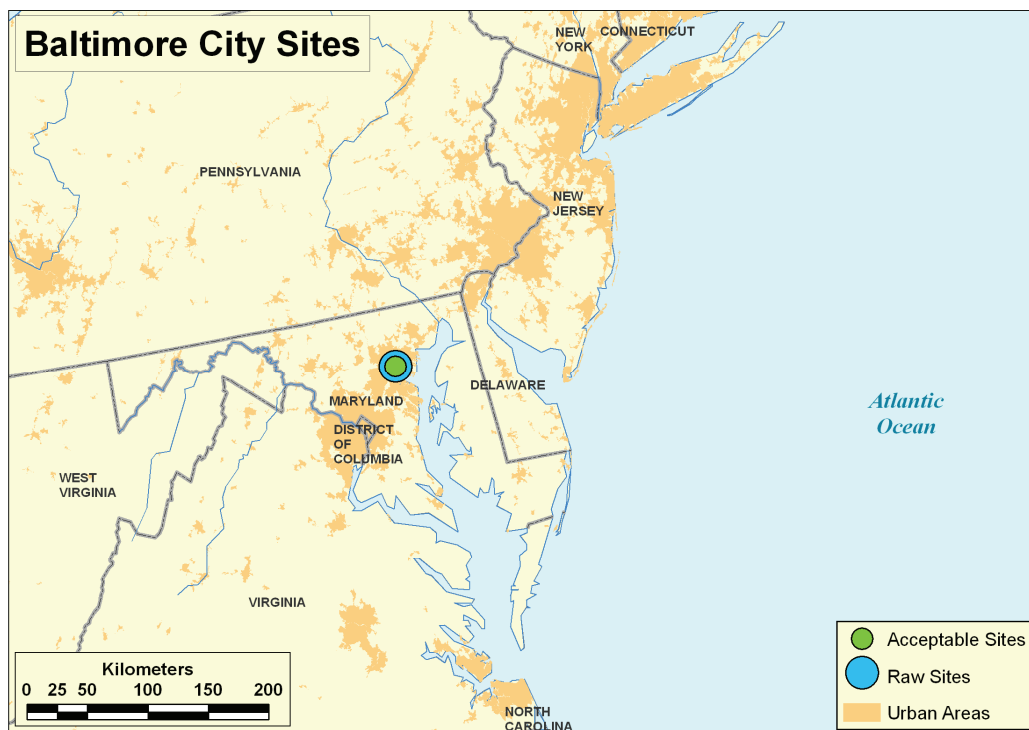 Baltimore City Sites
NEW
YORK
CONNECTICUT
PENNSYLVANIA
NEW
JERSEY
DELAWARE
MARYLAND
DISTRICT
OF
COLUMBIA
Atlantic
Ocean
WEST
VIRGINIA
VIRGINIA
NORTH
CAROLINA
Kilometers
0 25 50 100 150 200
Acceptable Sites
Raw Sites
Urban Areas